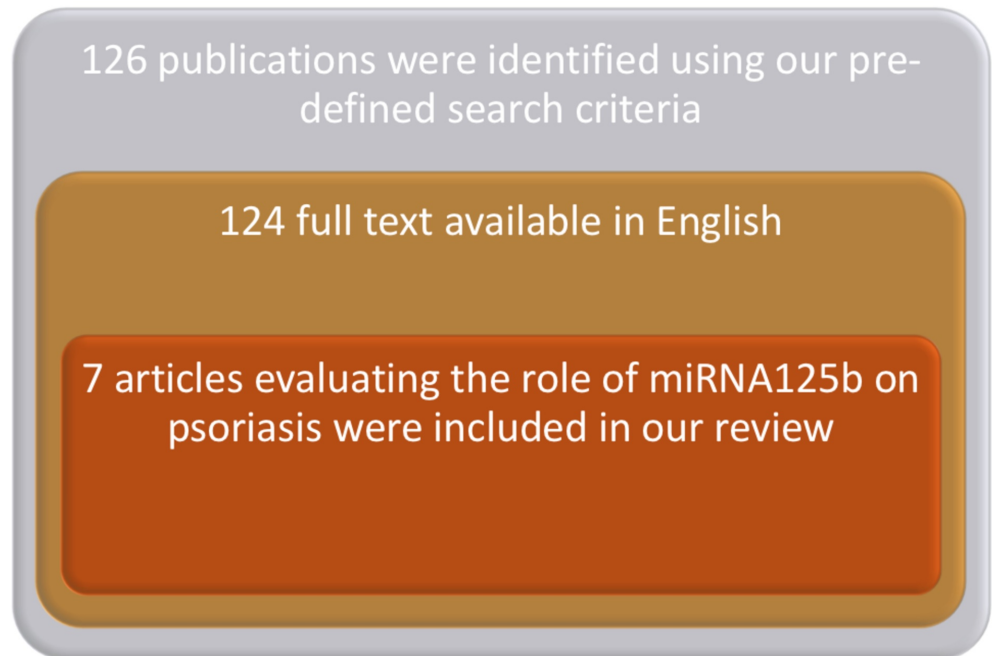 126 publications were identified using our pre-
defined search criteria
124 full text available in English
7 articles evaluating the role of miRNA125b on
psoriasis were included in our review